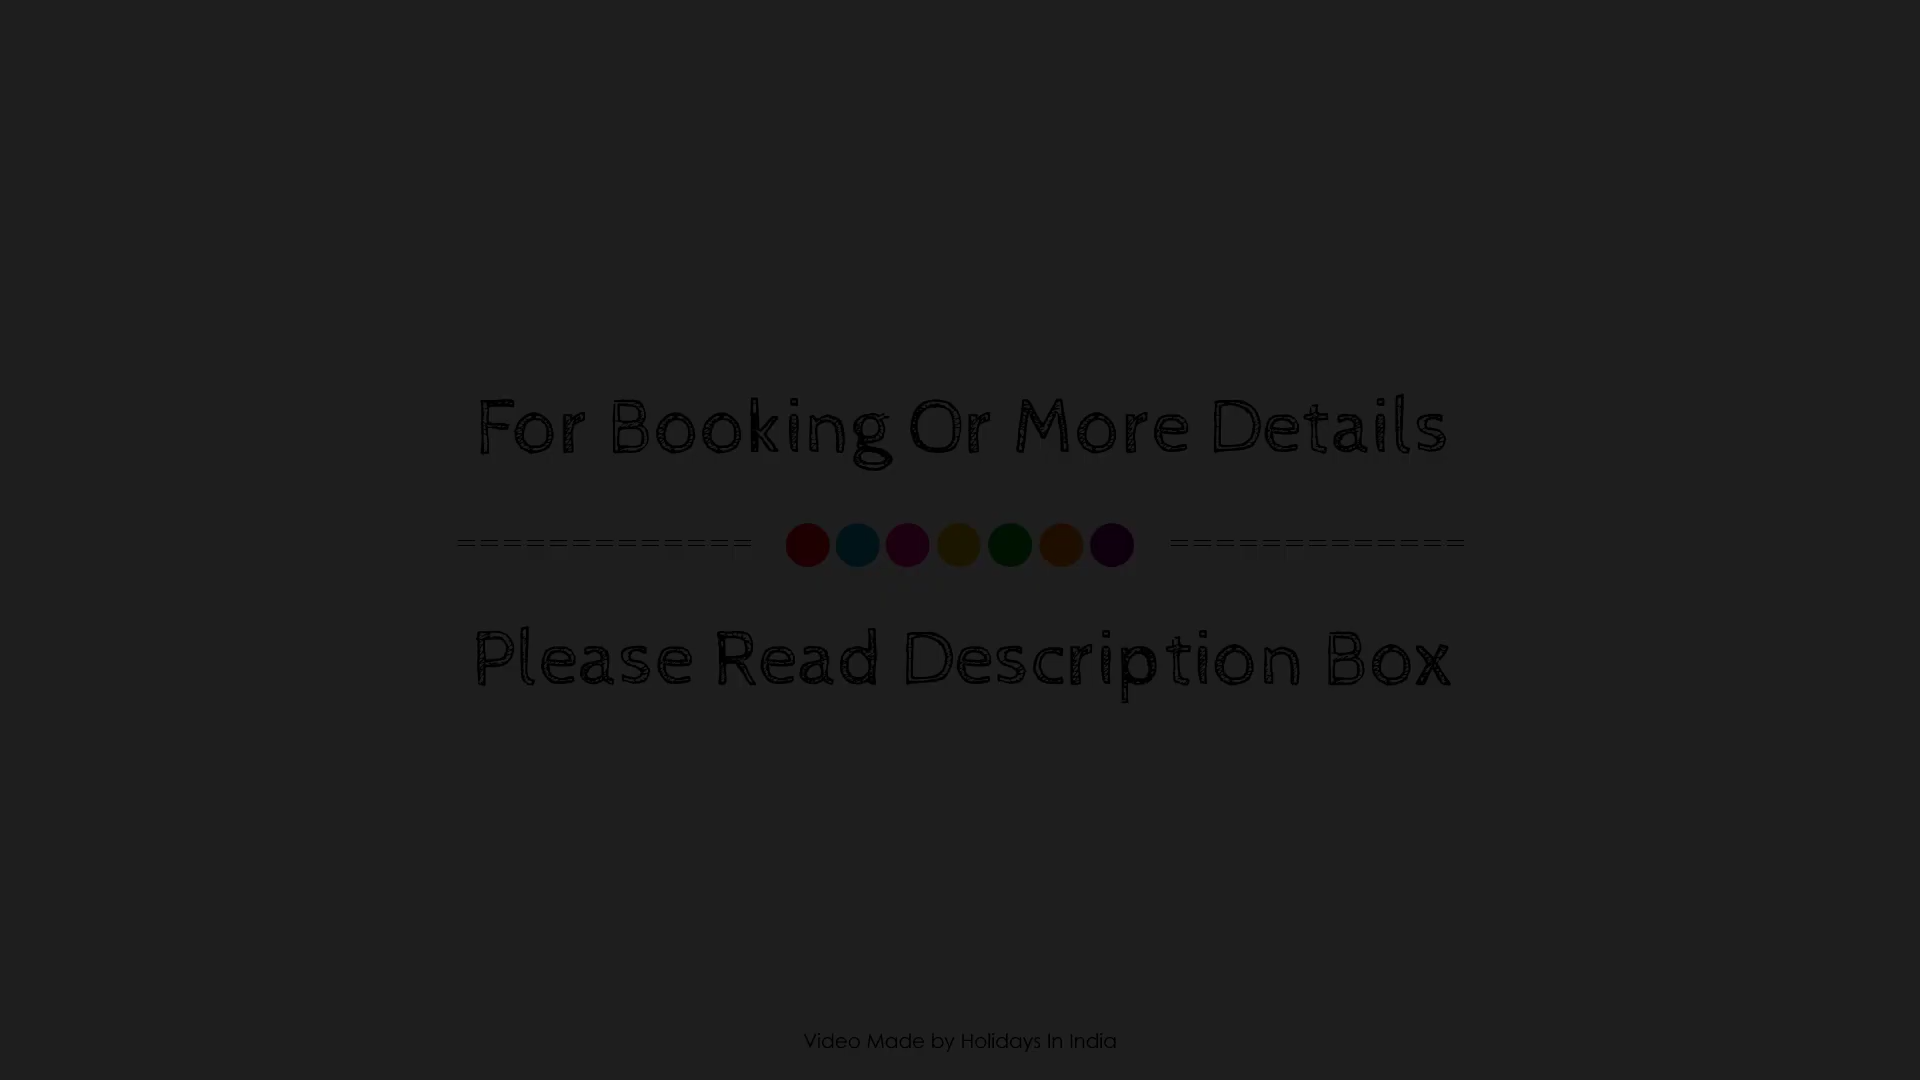 For Booking Or More Details
============= =============
Please Read Description Box
Video Made by Holidays In India